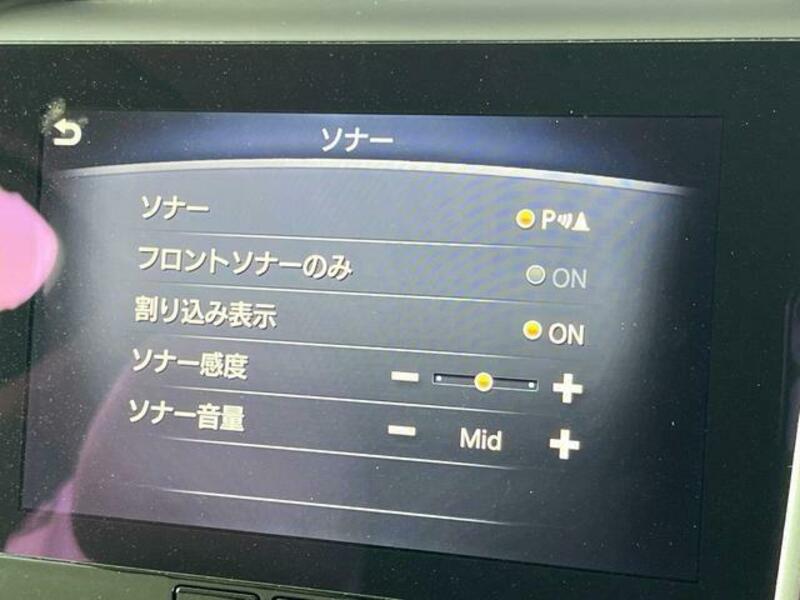 ソナー
ソナー P
フロントソナーのみ ON
割り込み表示 ON
ソナー感度 − +
ソナー音量 − Mid +